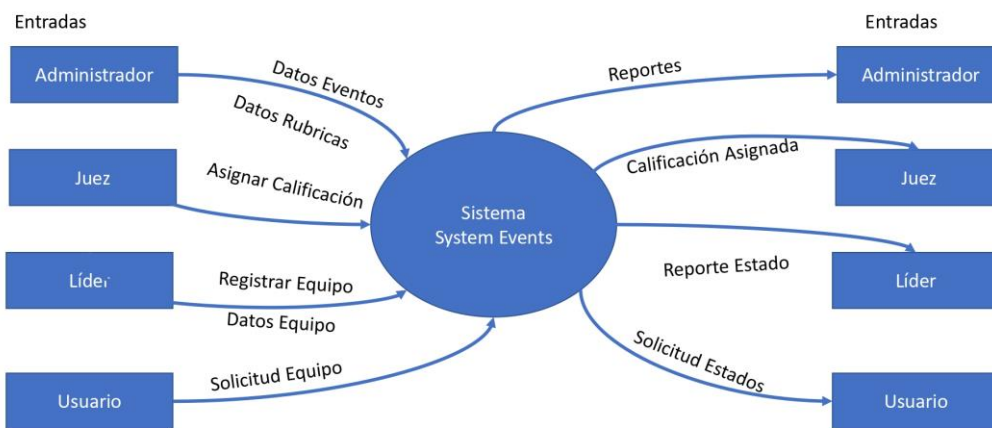 Entradas
Administrador
Juez
Líder
Usuario
Datos Eventos
Datos Rubricas
Asignar Calificación
Registrar Equipo
Datos Equipo
Solicitud Equipo
Sistema
System Events
Reportes
Calificación Asignada
Reporte Estado
Solicitud Estados
Entradas
Administrador
Juez
Líder
Usuario